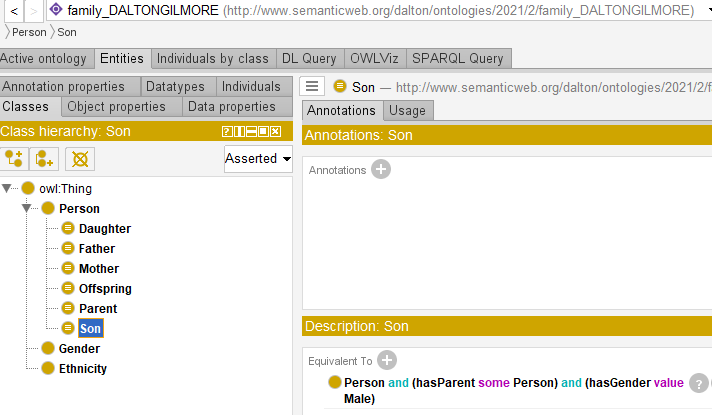 < > family_DALTONGILMORE (http://www.semanticweb.org/dalton/ontologies/2021/2/family_DALTONGILMORE)
Person Son
Active ontology Entities Individuals by class DL Query OWLViz SPARQL Query
Annotation properties Datatypes Individuals
Classes Object properties Data properties
Class hierarchy: Son
Asserted
owl:Thing
Person
Daughter
Father
Mother
Offspring
Parent
Son
Gender
Ethnicity
Son — http://www.semanticweb.org/dalton/ontologies/2021/2/f
Annotations Usage
Annotations: Son
Annotations
Description: Son
Equivalent To
Person and (hasParent some Person) and (hasGender value
Male)